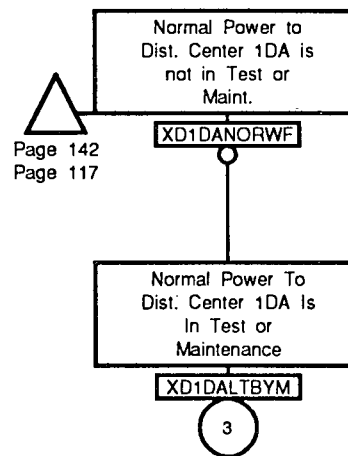 Normal Power to
Dist. Center 1DA is
not in Test or
Maint.
XD1DANORWF
Page 142
Page 117
Normal Power To
Dist. Center 1DA Is
In Test or
Maintenance
XD1DALTBYM
3